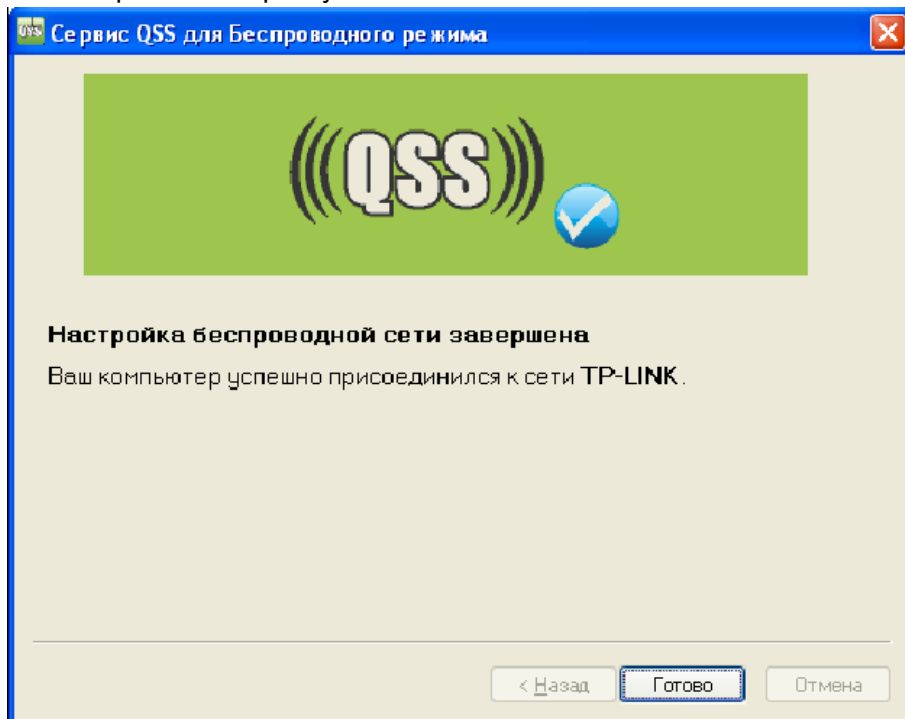 QSS Сервис QSS для Беспроводного режима
(((QSS)))
Настройка беспроводной сети завершена
Ваш компьютер успешно присоединился к сети TP-LINK.
< Назад Готово Отмена